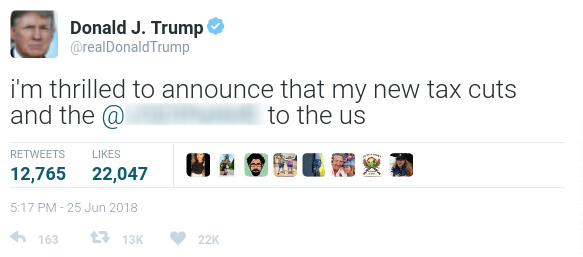 Donald J. Trump
@realDonaldTrump
i'm thrilled to announce that my new tax cuts
and the @ to the us
RETWEETS LIKES
12,765 22,047
5:17 PM - 25 Jun 2018
163 13K 22K